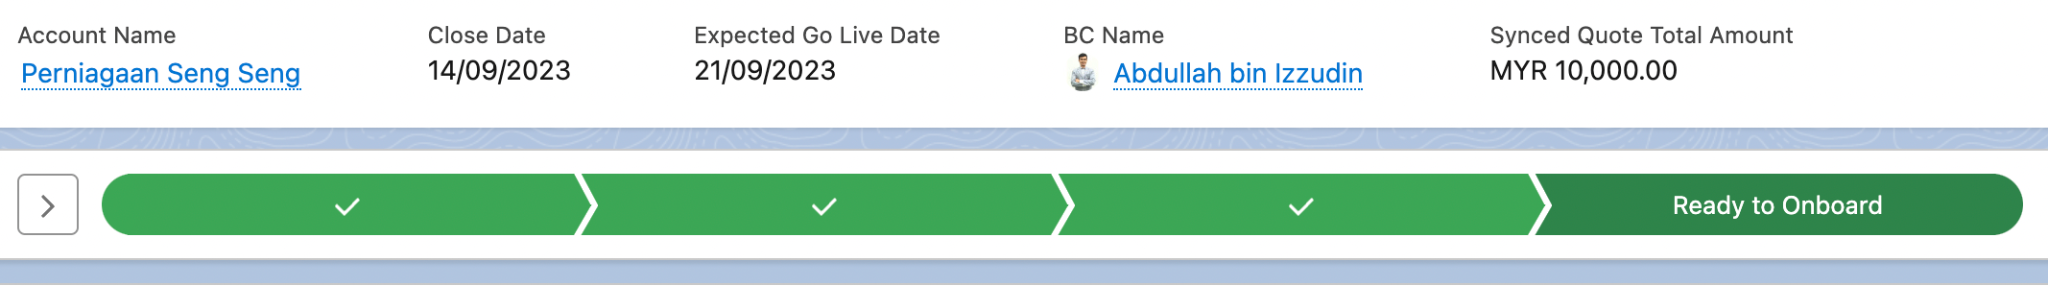 Account Name
Close Date
Expected Go Live Date
BC Name
Synced Quote Total Amount
Perniagaan Seng Seng
14/09/2023
21/09/2023
Abdullah bin Izzudin
MYR 10,000.00
Ready to Onboard